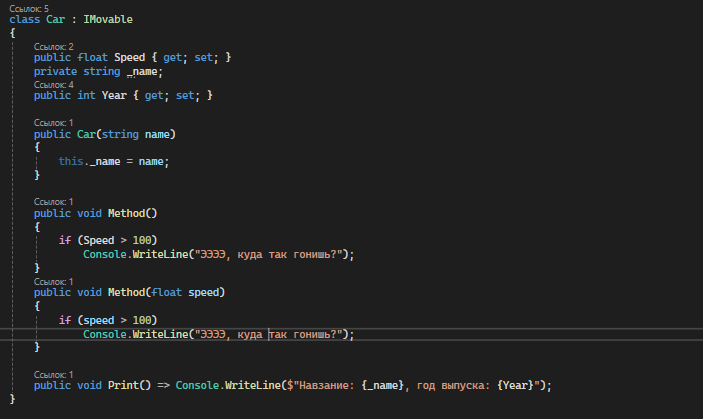 Ссылок: 5
class Car : IMovable
{
Ссылок: 2
public float Speed { get; set; }
private string _name;
Ссылок: 4
public int Year { get; set; }
Ссылок: 1
public Car(string name)
{
this._name = name;
}
Ссылок: 1
public void Method()
{
if (Speed > 100)
Console.WriteLine("ЭЭЭЭ, куда так гонишь?");
}
Ссылок: 1
public void Method(float speed)
{
if (speed > 100)
Console.WriteLine("ЭЭЭЭ, куда так гонишь?");
}
Ссылок: 1
public void Print() => Console.WriteLine($"Навзание: {_name}, год выпуска: {Year}");
}